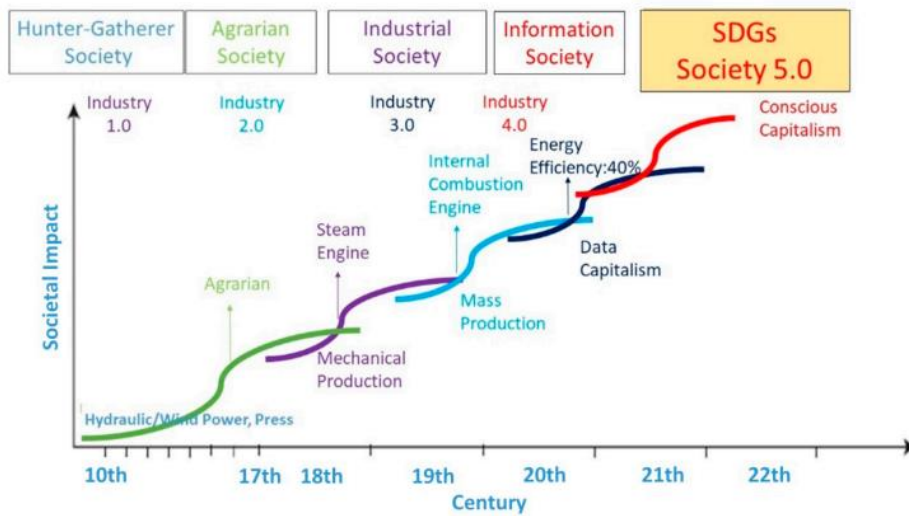 Hunter-Gatherer
Society
Agrarian
Society
Industrial
Society
Information
Society
SDGs
Society 5.0
Industry
1.0
Industry
2.0
Industry
3.0
Industry
4.0
Conscious
Capitalism
Energy
Efficiency:40%
Internal
Combustion
Engine
Steam
Engine
Agrarian
Data
Capitalism
Mass
Production
Mechanical
Production
Hydraulic/Wind Power, Press
Societal Impact
10th 17th 18th 19th 20th 21th 22th
Century